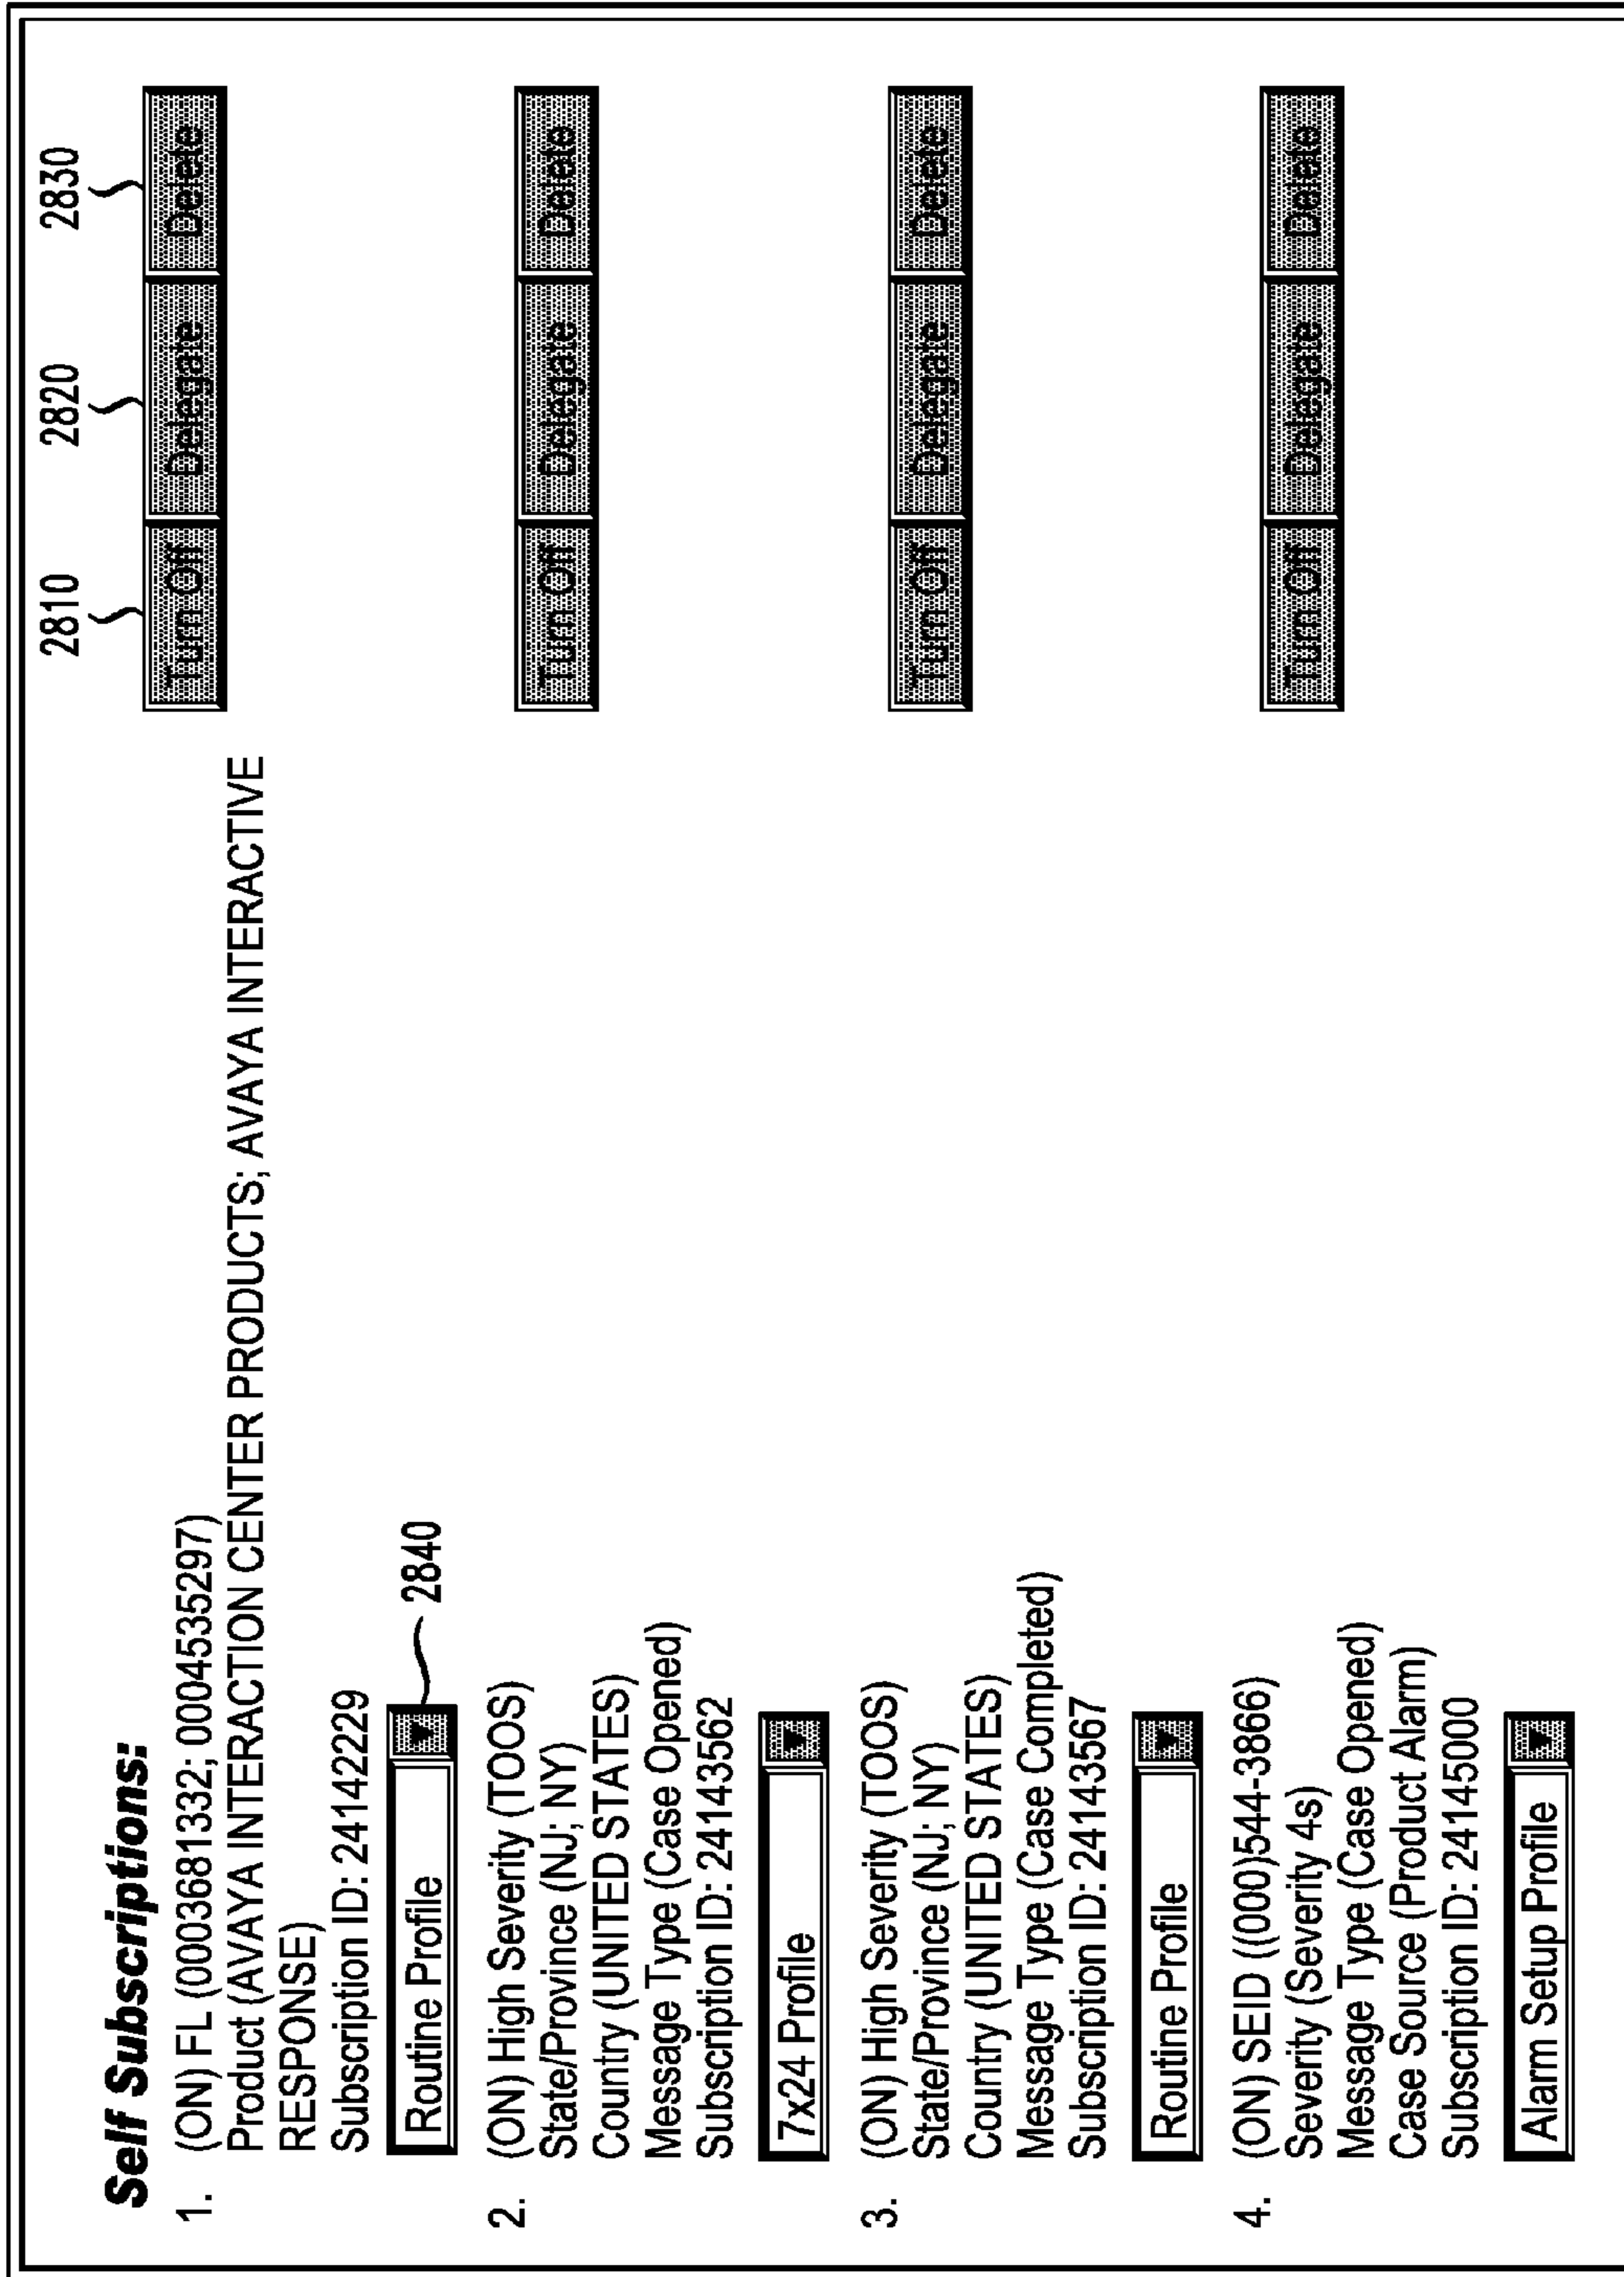 2810 2820 2830
Self Subscriptions:
1. (ON) FL (0003681332; 0004535297) Turn Off Delegate Delete
Product (AVAYA INTERACTION CENTER PRODUCTS; AVAYA INTERACTIVE
RESPONSE)
Subscription ID: 24142229
Routine Profile 2840
2. (ON) High Severity (TOOS) Turn Off Delegate Delete
State/Province (NJ; NY)
Country (UNITED STATES)
Message Type (Case Opened)
Subscription ID: 24143562
7x24 Profile
3. (ON) High Severity (TOOS) Turn Off Delegate Delete
State/Province (NJ; NY)
Country (UNITED STATES)
Message Type (Case Completed)
Subscription ID: 24143567
Routine Profile
4. (ON) SEID ((000)544-3866) Turn Off Delegate Delete
Severity (Severity 4s)
Message Type (Case Opened)
Case Source (Product Alarm)
Subscription ID: 24145000
Alarm Setup Profile